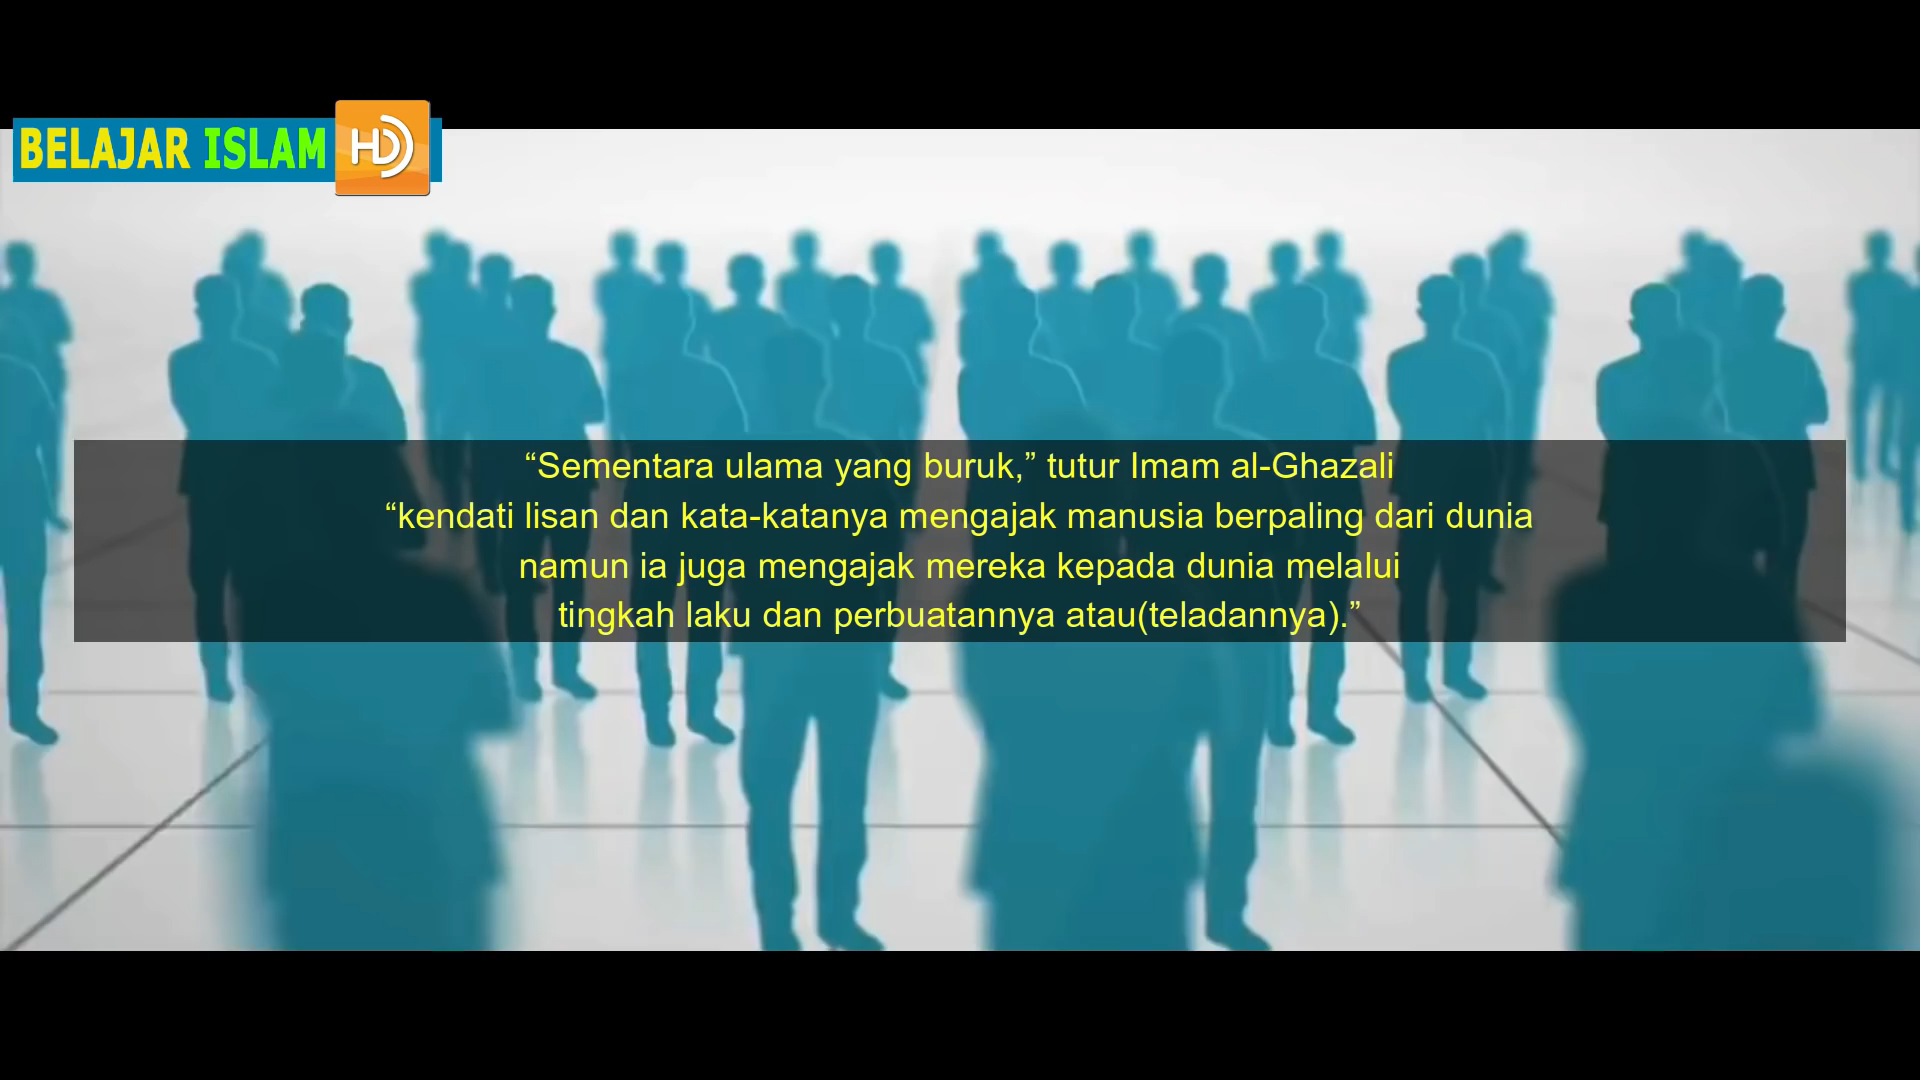 BELAJAR ISLAM HD
“Sementara ulama yang buruk,” tutur Imam al-Ghazali
“kendati lisan dan kata-katanya mengajak manusia berpaling dari dunia
namun ia juga mengajak mereka kepada dunia melalui
tingkah laku dan perbuatannya atau(teladannya).”